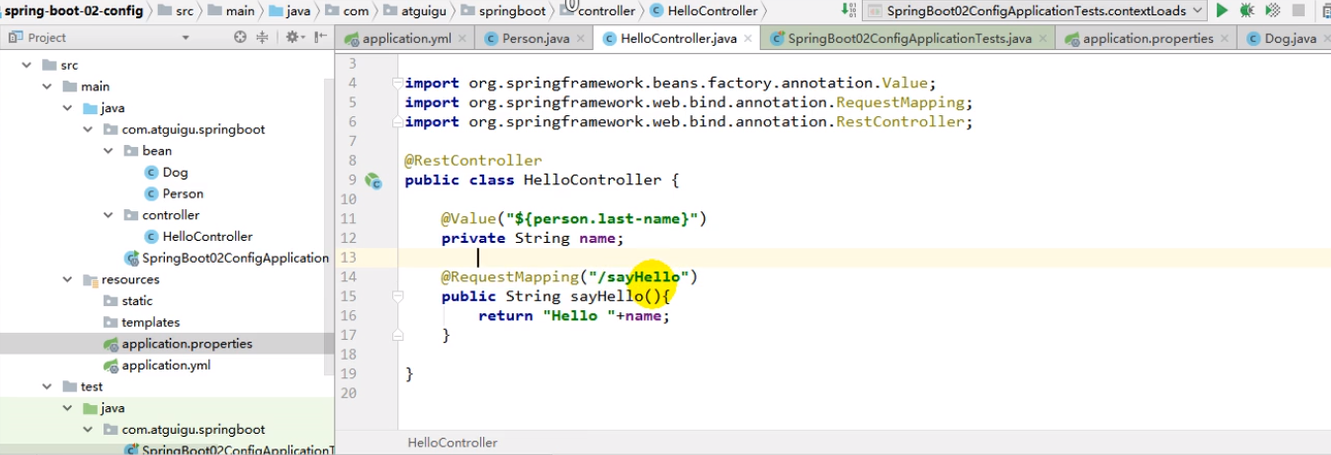 spring-boot-02-config src main java com atguigu springboot controller HelloController SpringBoot02ConfigApplicationTests.contextLoads
Project application.yml Person.java HelloController.java SpringBoot02ConfigApplicationTests.java application.properties Dog.java
src
main
java
com.atguigu.springboot
bean
Dog
Person
controller
HelloController
SpringBoot02ConfigApplication
resources
static
templates
application.properties
application.yml
test
java
com.atguigu.springboot
SpringBoot02ConfigApplicationT
3
4 import org.springframework.beans.factory.annotation.Value;
5 import org.springframework.web.bind.annotation.RequestMapping;
6 import org.springframework.web.bind.annotation.RestController;
7
8 @RestController
9 public class HelloController {
10
11 @Value("${person.last-name}")
12 private String name;
13
14 @RequestMapping("/sayHello")
15 public String sayHello(){
16 return "Hello "+name;
17 }
18
19 }
20
HelloController